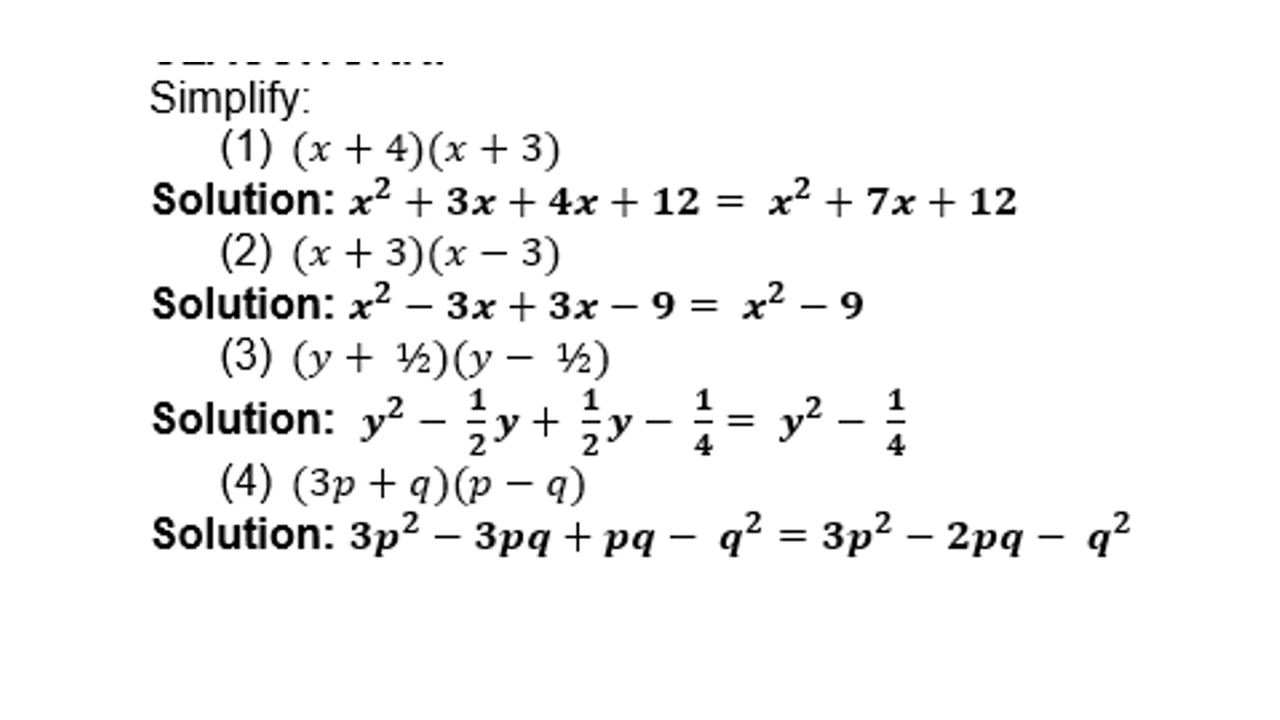 Simplify:
(1) (x + 4)(x + 3)
Solution: x² + 3x + 4x + 12 = x² + 7x + 12
(2) (x + 3)(x − 3)
Solution: x² − 3x + 3x − 9 = x² − 9
(3) (y + ½)(y − ½)
Solution: y² − 1/2 y + 1/2 y − 1/4 = y² − 1/4
(4) (3p + q)(p − q)
Solution: 3p² − 3pq + pq − q² = 3p² − 2pq − q²